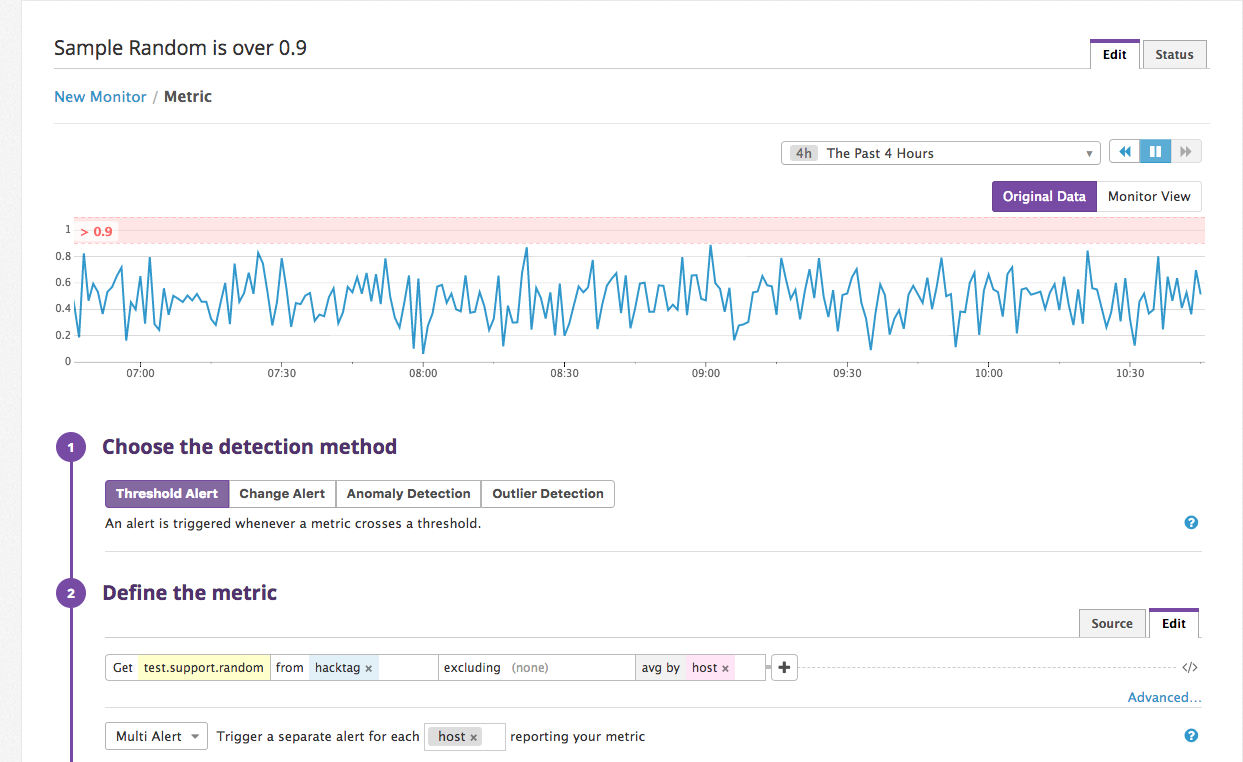 Sample Random is over 0.9
Edit Status
New Monitor / Metric
4h The Past 4 Hours
Original Data Monitor View
1
> 0.9
0.8
0.6
0.4
0.2
0
07:00 07:30 08:00 08:30 09:00 09:30 10:00 10:30
1 Choose the detection method
Threshold Alert Change Alert Anomaly Detection Outlier Detection
An alert is triggered whenever a metric crosses a threshold. ?
2 Define the metric
Source Edit
Get test.support.random from hacktag × excluding (none) avg by host × + </>
Advanced...
Multi Alert Trigger a separate alert for each host × reporting your metric ?